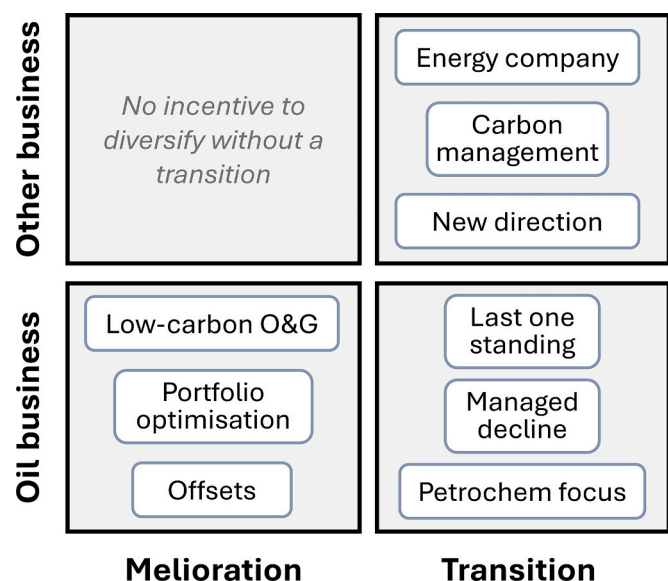 Other business
No incentive to
diversify without a
transition
Energy company
Carbon
management
New direction
Oil business
Low-carbon O&G
Portfolio
optimisation
Offsets
Last one
standing
Managed
decline
Petrochem focus
Melioration
Transition